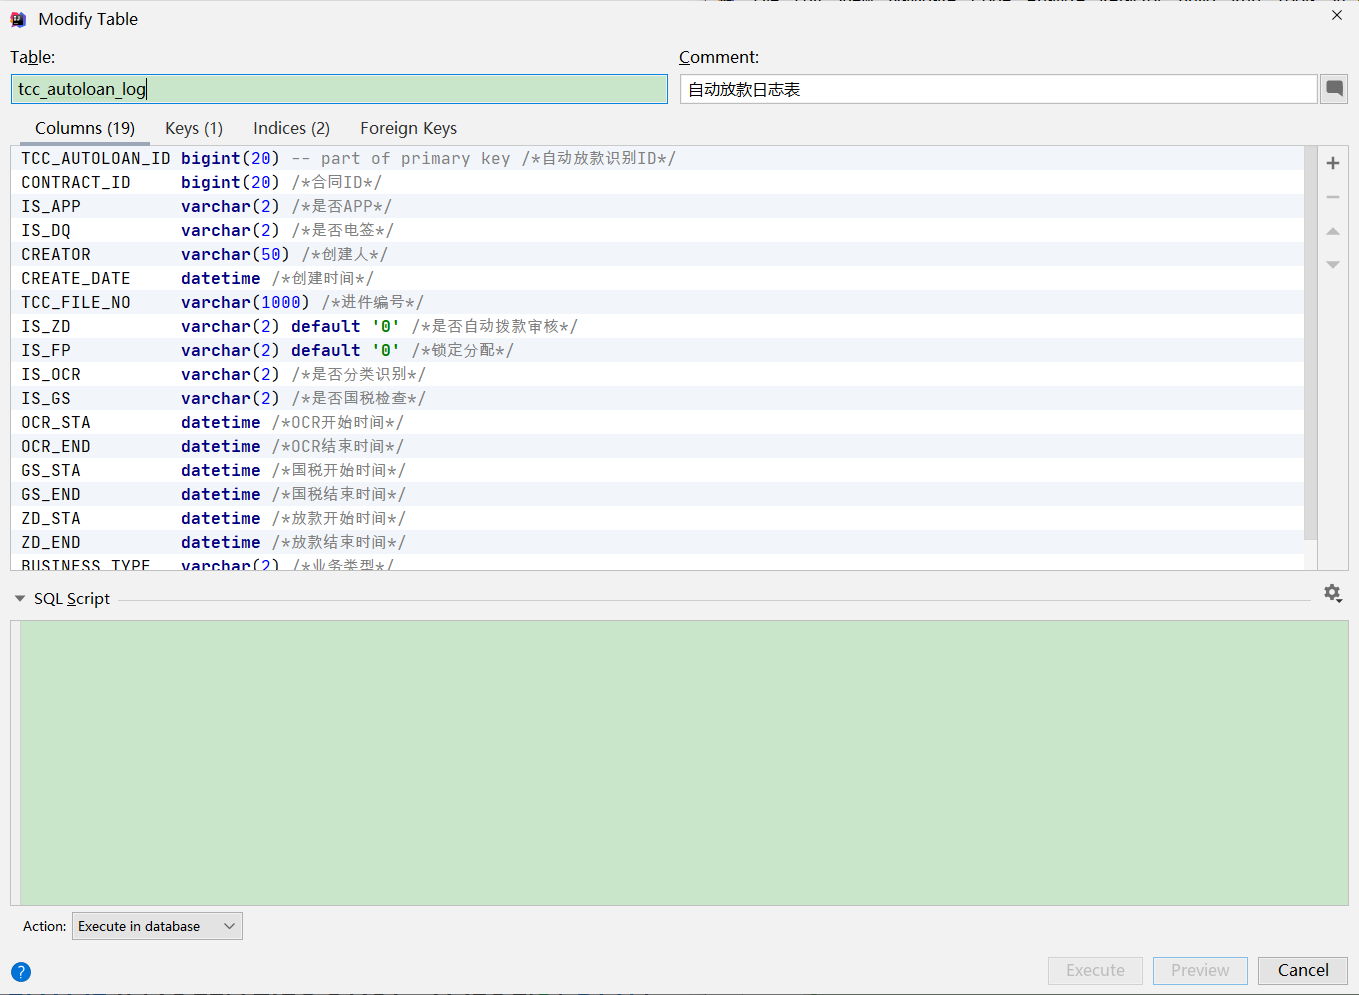 Modify Table
Table:
Comment:
tcc_autoloan_log
自动放款日志表
Columns (19) Keys (1) Indices (2) Foreign Keys
TCC_AUTOLOAN_ID bigint(20) -- part of primary key /*自动放款识别ID*/
CONTRACT_ID bigint(20) /*合同ID*/
IS_APP varchar(2) /*是否APP*/
IS_DQ varchar(2) /*是否电签*/
CREATOR varchar(50) /*创建人*/
CREATE_DATE datetime /*创建时间*/
TCC_FILE_NO varchar(1000) /*进件编号*/
IS_ZD varchar(2) default '0' /*是否自动拨款审核*/
IS_FP varchar(2) default '0' /*锁定分配*/
IS_OCR varchar(2) /*是否分类识别*/
IS_GS varchar(2) /*是否国税检查*/
OCR_STA datetime /*OCR开始时间*/
OCR_END datetime /*OCR结束时间*/
GS_STA datetime /*国税开始时间*/
GS_END datetime /*国税结束时间*/
ZD_STA datetime /*放款开始时间*/
ZD_END datetime /*放款结束时间*/
BUSINESS_TYPE varchar(2) /*业务类型*/
SQL Script
Action: Execute in database
Execute Preview Cancel